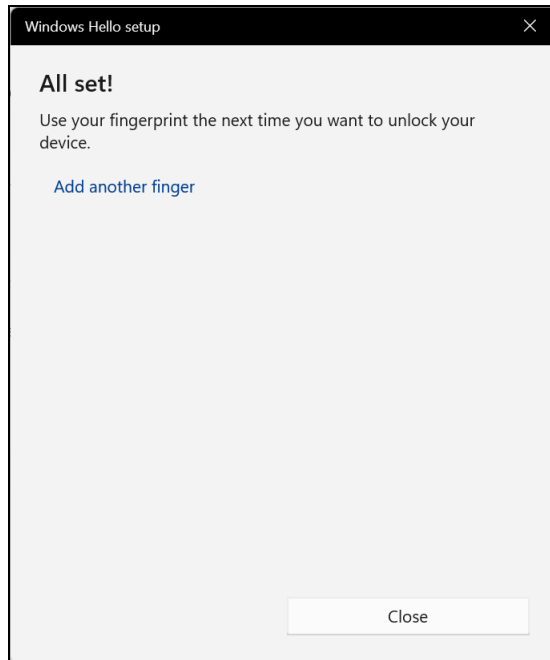 Windows Hello setup
All set!
Use your fingerprint the next time you want to unlock your
device.
Add another finger
Close